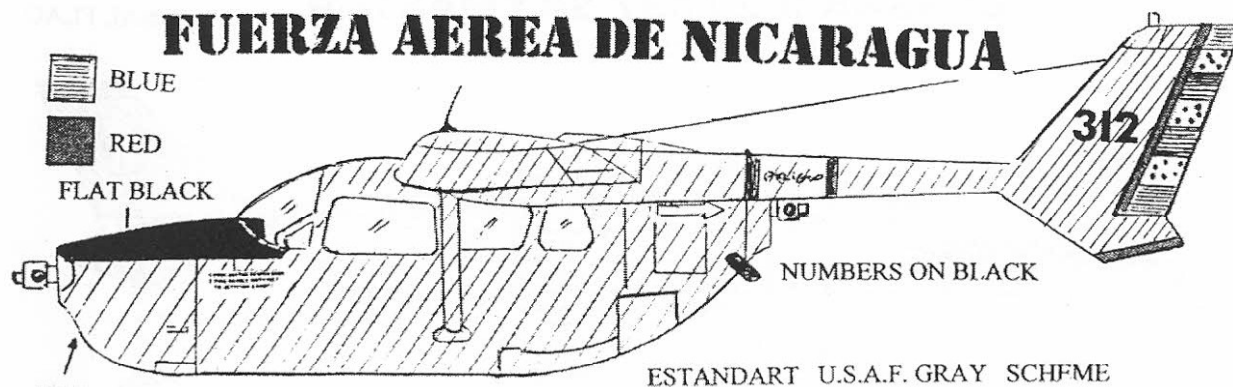 FUERZA AEREA DE NICARAGUA
BLUE
RED
FLAT BLACK
312
NUMBERS ON BLACK
ESTANDART U.S.A.F. GRAY SCHEME